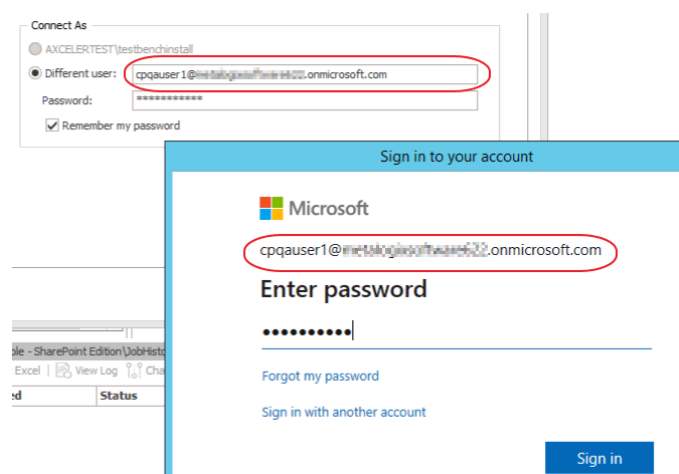 Connect As
AXCELERTEST\testbenchinstall
Different user: cpqauser1@ .onmicrosoft.com
Password: ***********
Remember my password
Sign in to your account
Microsoft
cpqauser1@ .onmicrosoft.com
Enter password
••••••••••
Forgot my password
Sign in with another account
Sign in
ple - SharePoint Edition\JobHisto
Excel | View Log Cha
ed Status